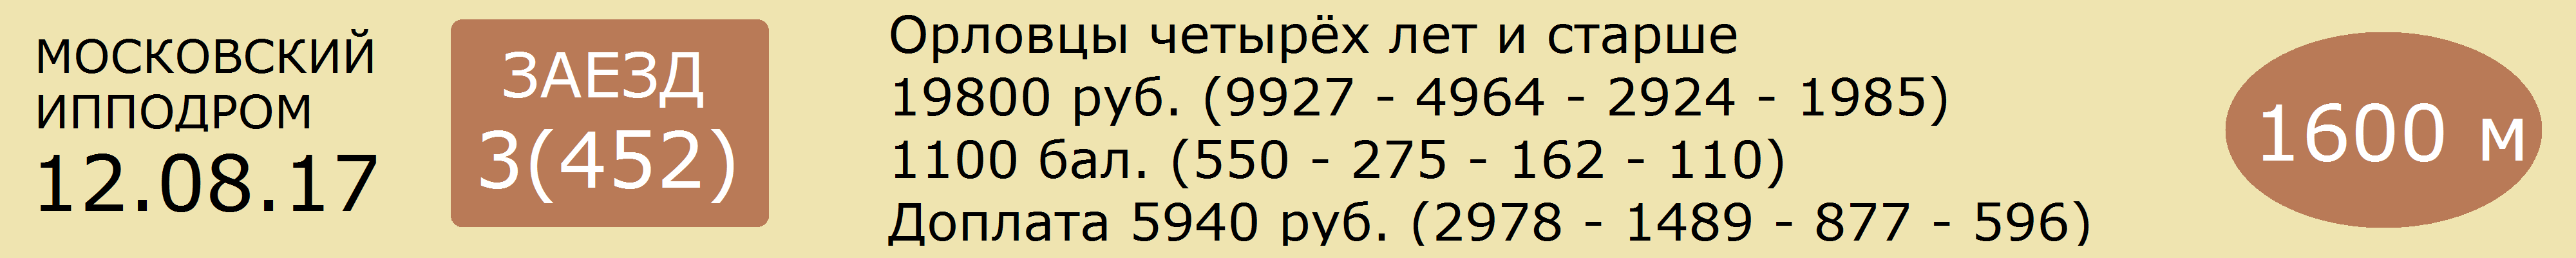 МОСКОВСКИЙ
ИППОДРОМ
12.08.17
ЗАЕЗД
3(452)
Орловцы четырёх лет и старше
19800 руб. (9927 - 4964 - 2924 - 1985)
1100 бал. (550 - 275 - 162 - 110)
Доплата 5940 руб. (2978 - 1489 - 877 - 596)
1600 м